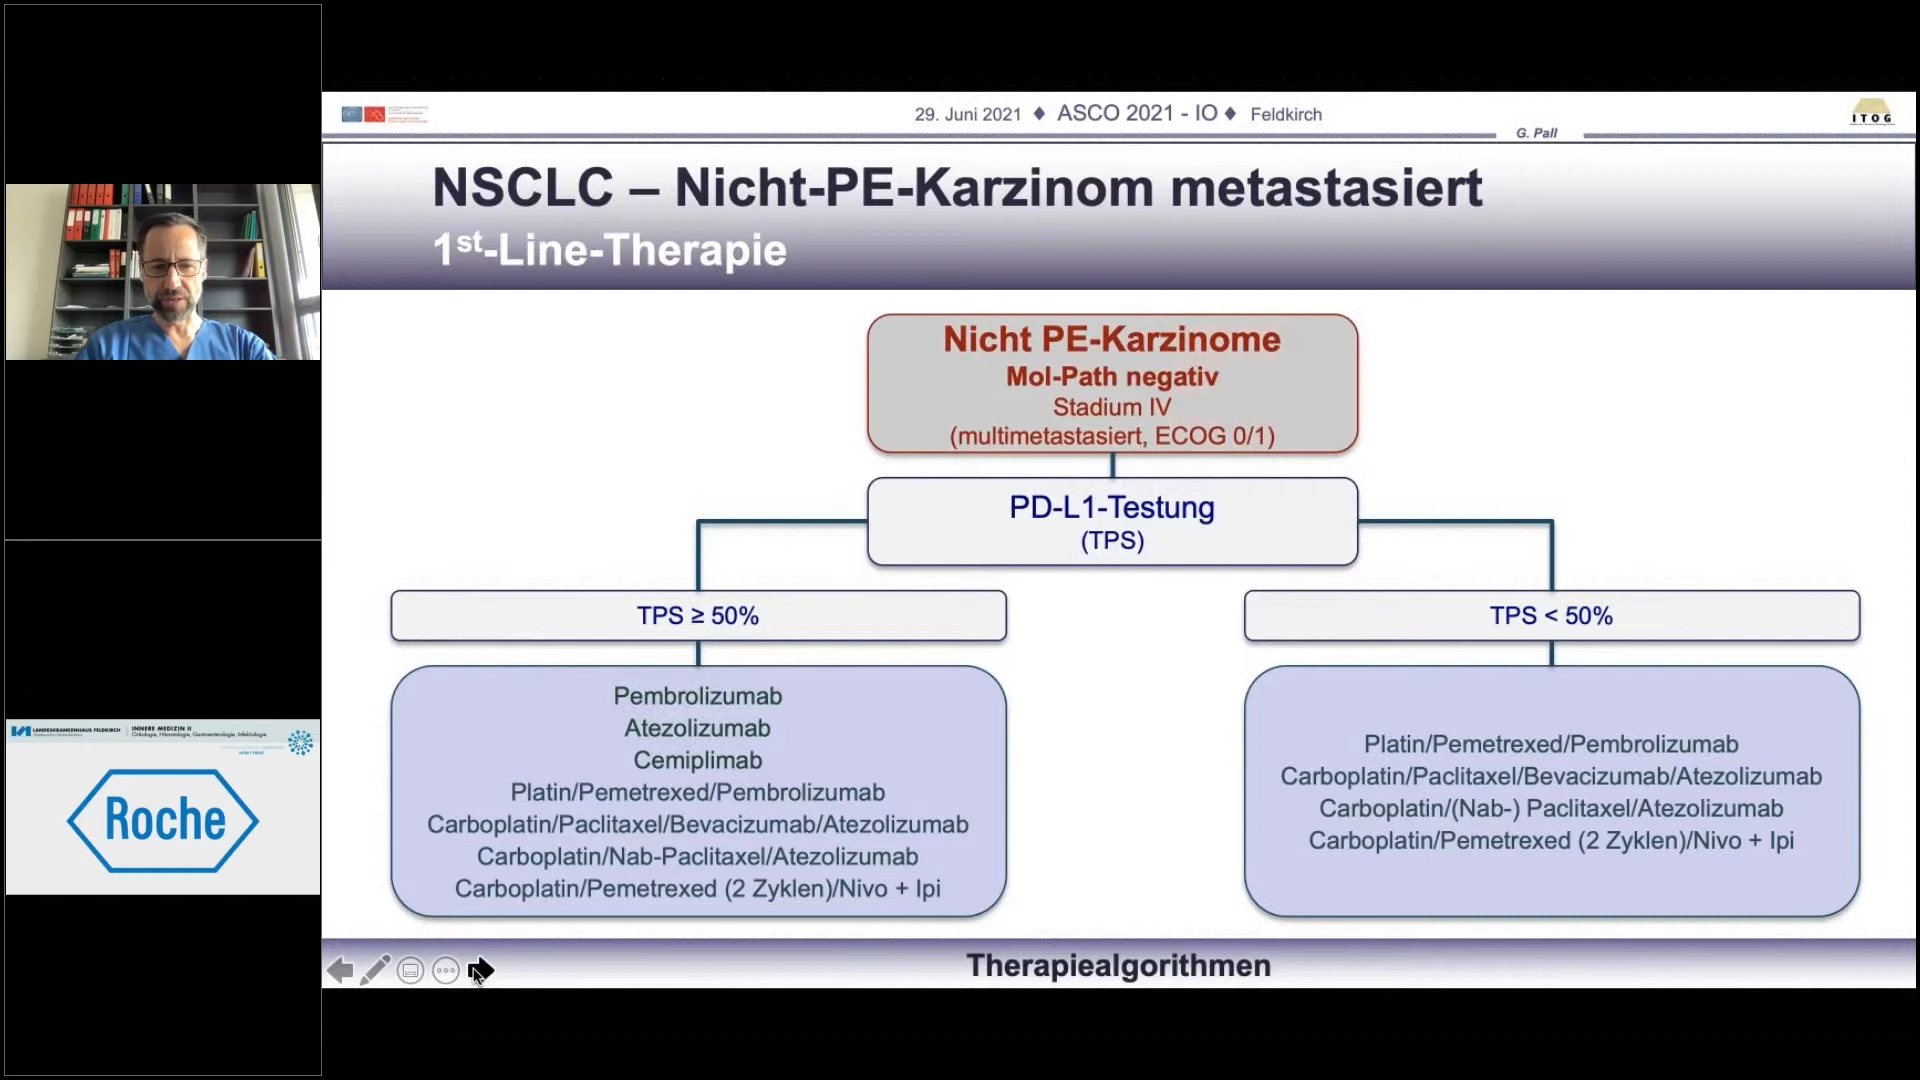 29. Juni 2021 ♦ ASCO 2021 - IO ♦ Feldkirch
ITOG
G. Pall
NSCLC – Nicht-PE-Karzinom metastasiert
1st-Line-Therapie
Nicht PE-Karzinome
Mol-Path negativ
Stadium IV
(multimetastasiert, ECOG 0/1)
PD-L1-Testung
(TPS)
TPS ≥ 50%
Pembrolizumab
Atezolizumab
Cemiplimab
Platin/Pemetrexed/Pembrolizumab
Carboplatin/Paclitaxel/Bevacizumab/Atezolizumab
Carboplatin/Nab-Paclitaxel/Atezolizumab
Carboplatin/Pemetrexed (2 Zyklen)/Nivo + Ipi
TPS < 50%
Platin/Pemetrexed/Pembrolizumab
Carboplatin/Paclitaxel/Bevacizumab/Atezolizumab
Carboplatin/(Nab-) Paclitaxel/Atezolizumab
Carboplatin/Pemetrexed (2 Zyklen)/Nivo + Ipi
Therapiealgorithmen
LANDESKRANKENHAUS FELDKIRCH
INNERE MEDIZIN II
Onkologie, Hämatologie, Gastroenterologie, Infektiologie
Roche